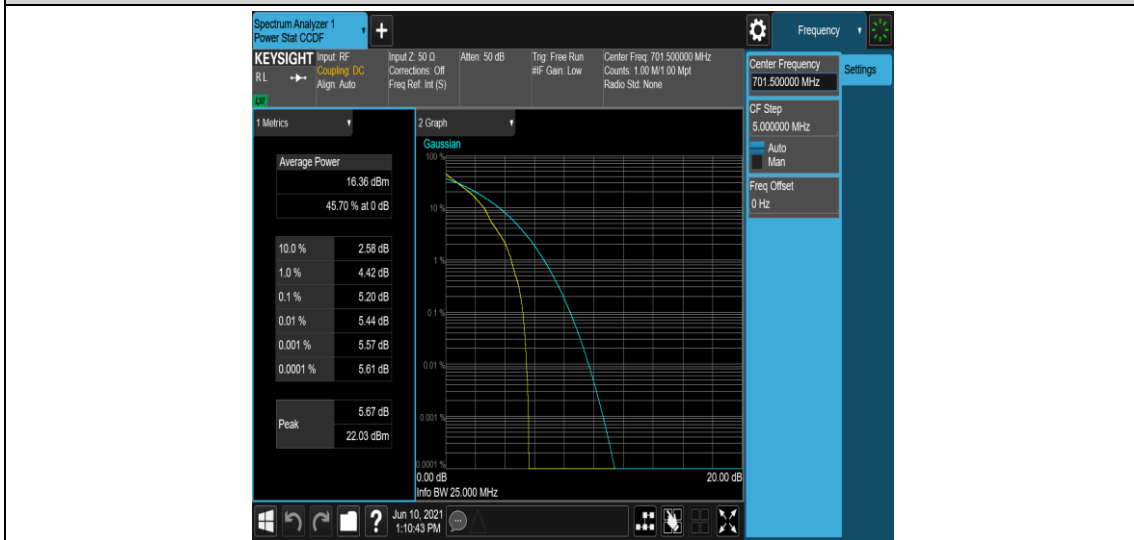 Spectrum Analyzer 1
Power Stat CCDF
+
Frequency
KEYSIGHT
RL
LXI
Input: RF
Coupling: DC
Align: Auto
Input Z: 50 Ω
Corrections: Off
Freq Ref: Int (S)
Atten: 50 dB
Trig: Free Run
#IF Gain: Low
Center Freq: 701.500000 MHz
Counts: 1.00 M/1.00 Mpt
Radio Std: None
Center Frequency
701.500000 MHz
Settings
CF Step
5.000000 MHz
Auto
Man
Freq Offset
0 Hz
1 Metrics
Average Power
16.36 dBm
45.70 % at 0 dB
10.0 % 2.58 dB
1.0 % 4.42 dB
0.1 % 5.20 dB
0.01 % 5.44 dB
0.001 % 5.57 dB
0.0001 % 5.61 dB
Peak
5.67 dB
22.03 dBm
2 Graph
Gaussian
100 %
10 %
1 %
0.1 %
0.01 %
0.001 %
0.0001 %
0.00 dB 20.00 dB
Info BW 25.000 MHz
?
Jun 10, 2021
1:10:43 PM